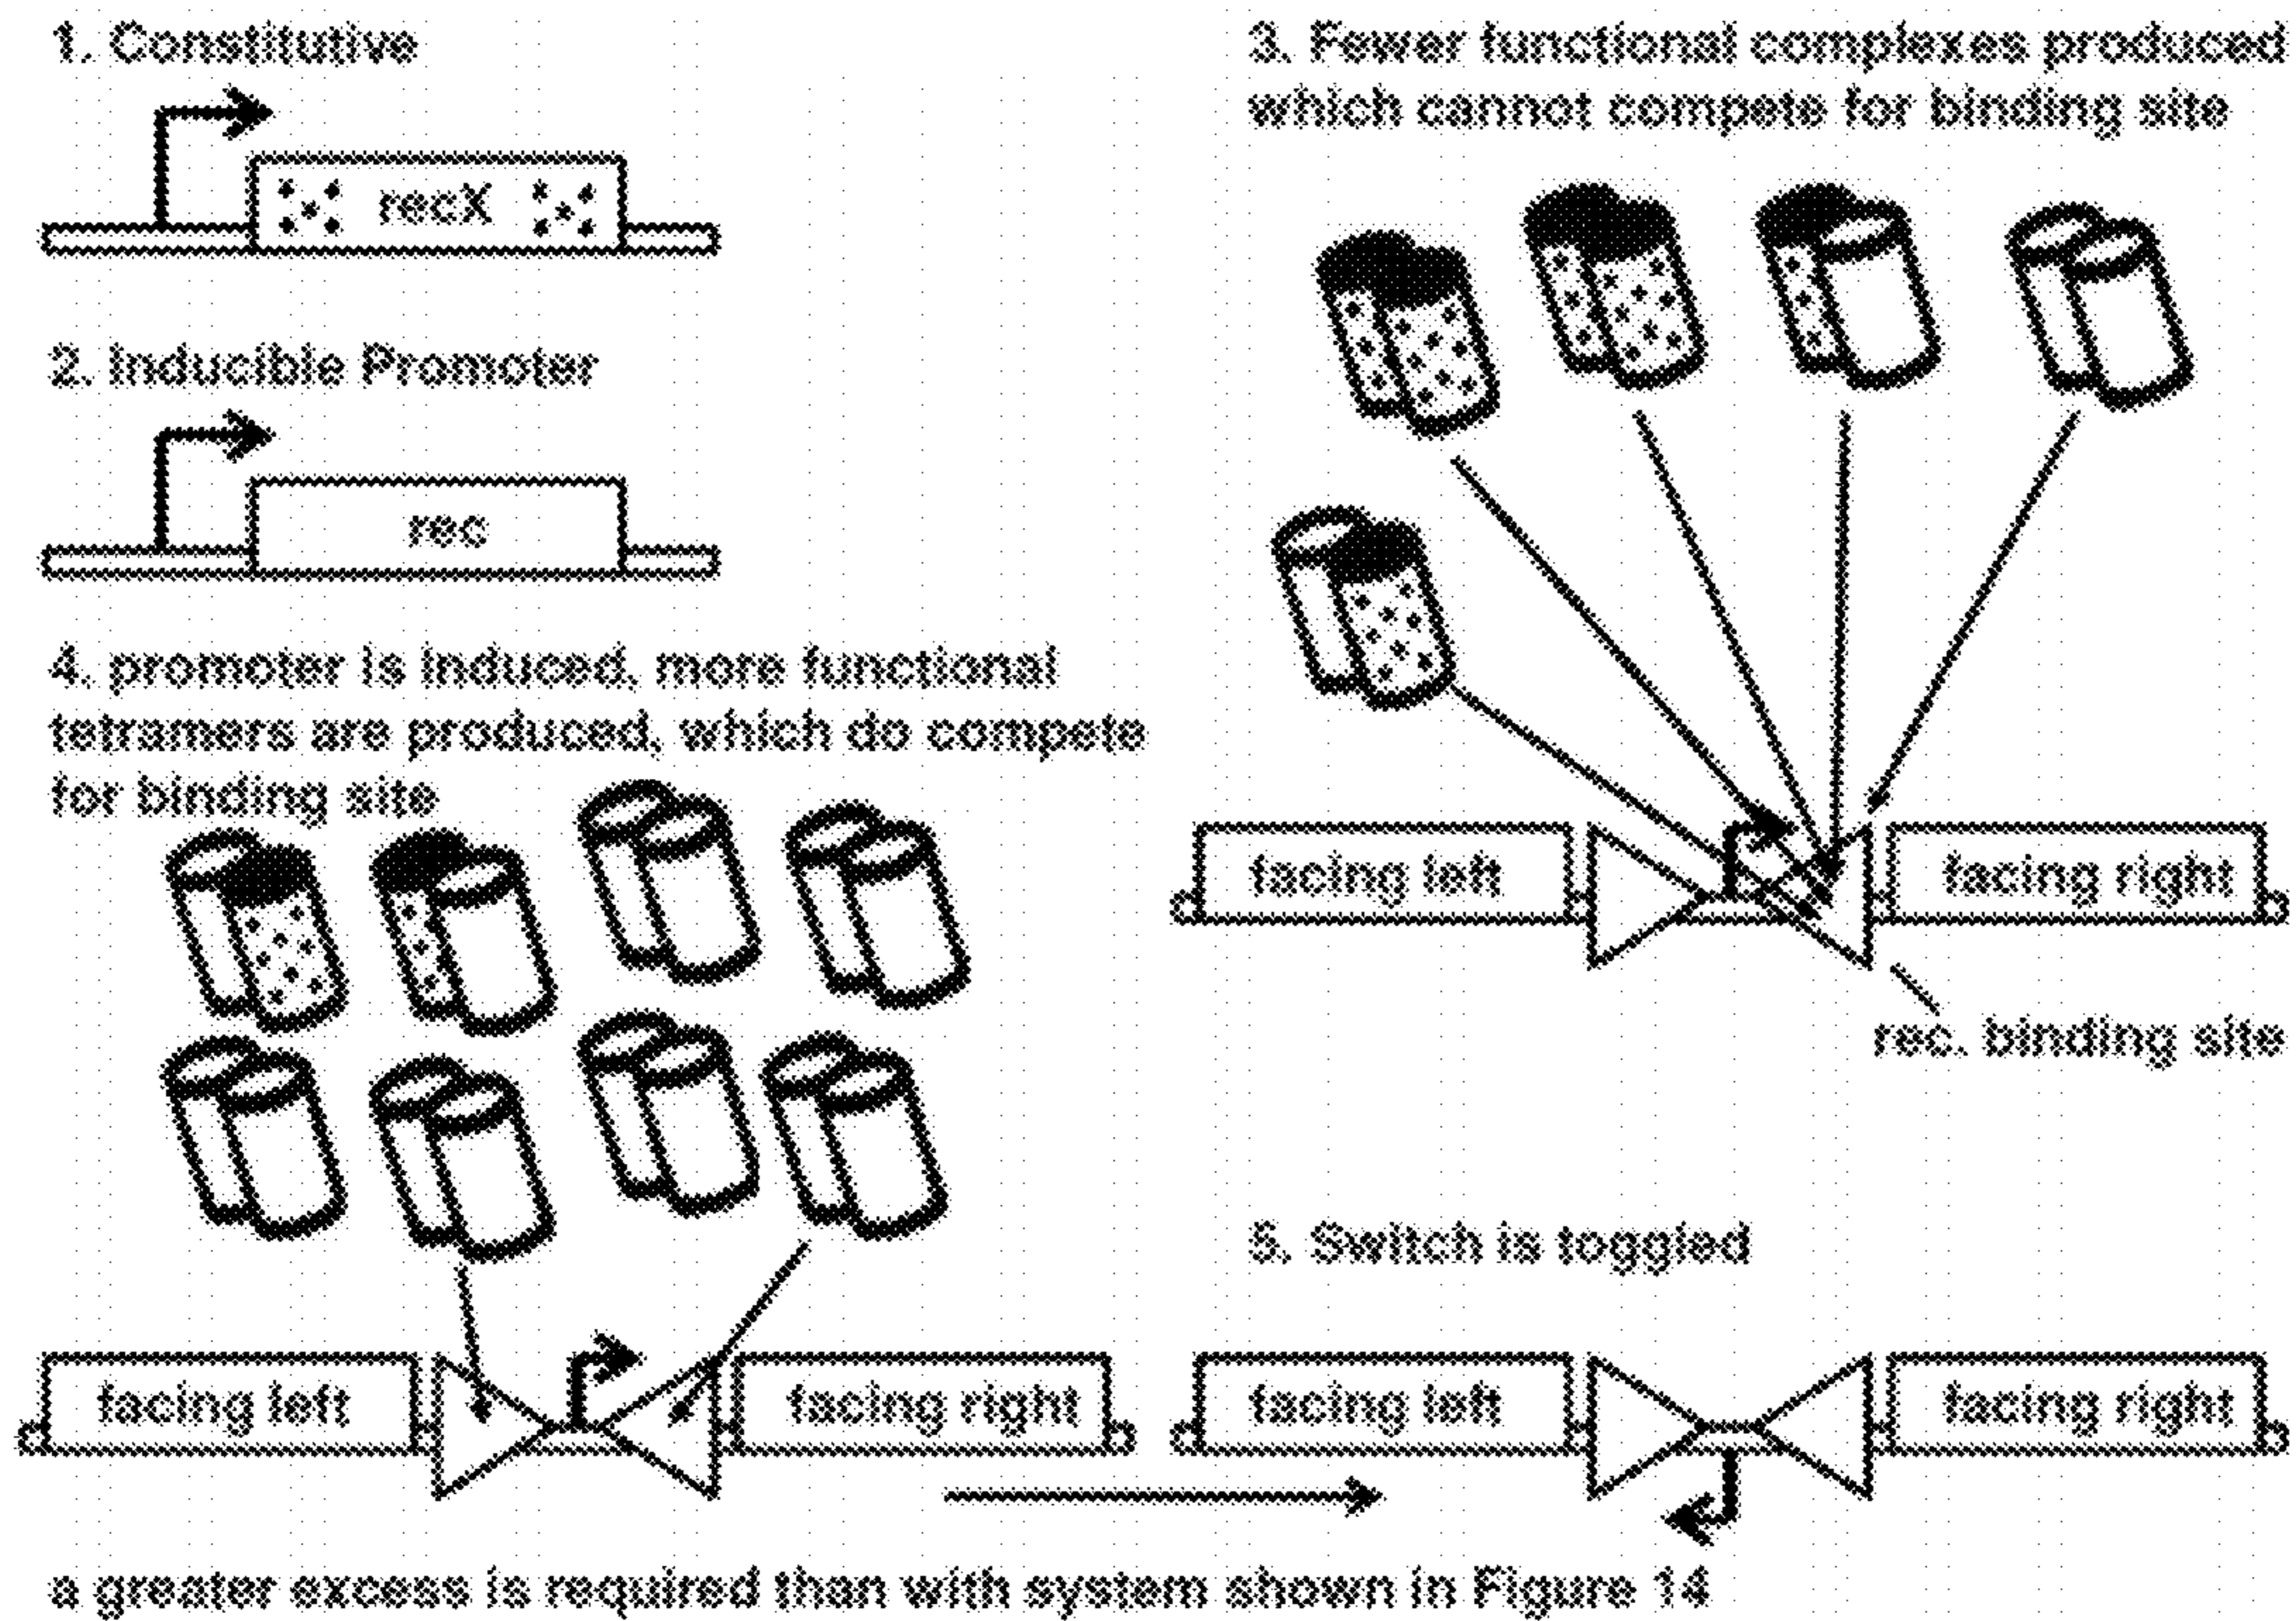 1. Constitutive
recX
2. Inducible Promoter
rec
3. Fewer functional complexes produced
which cannot compete for binding site
facing left
facing right
rec. binding site
4. promoter is induced, more functional
tetramers are produced, which do compete
for binding site
facing left
facing right
5. Switch is toggled
facing left
facing right
a greater excess is required than with system shown in Figure 14